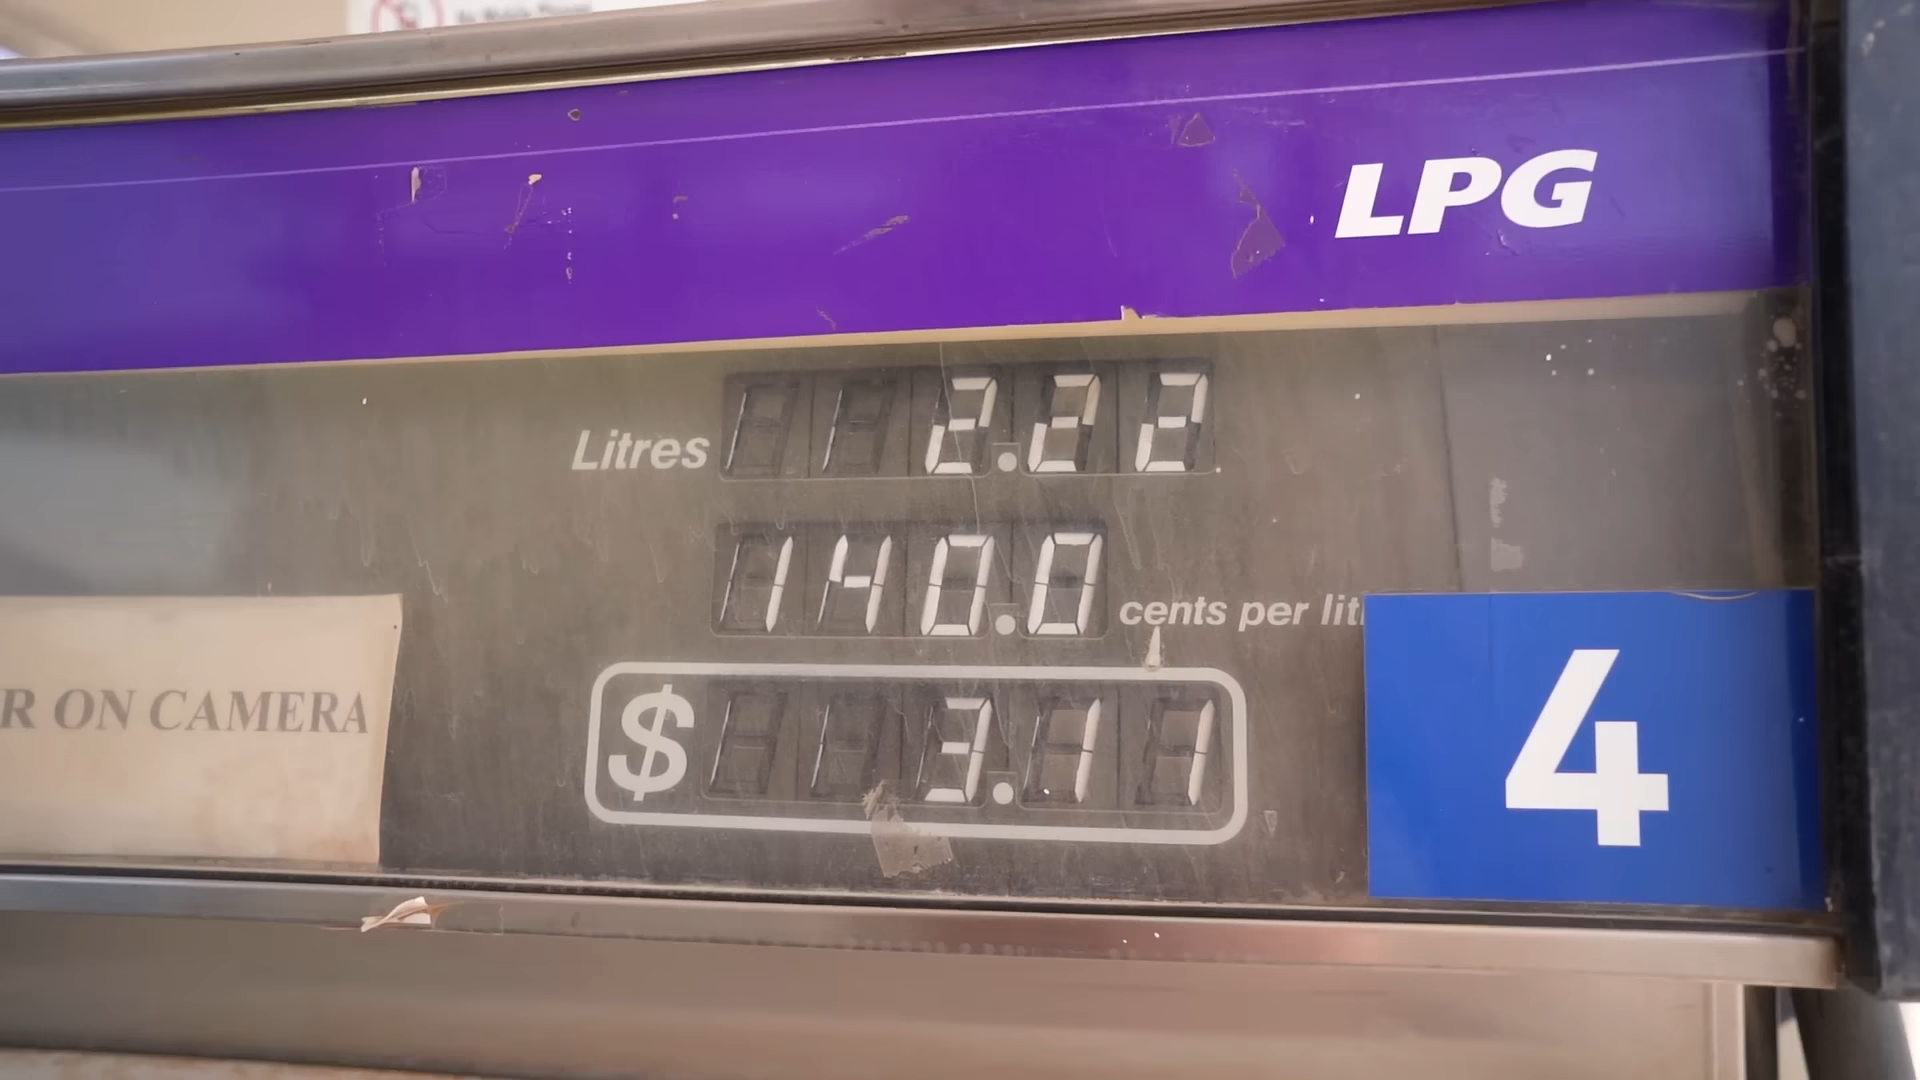 LPG
Litres 2.22
140.0 cents per lit
$ 3.11
R ON CAMERA
4